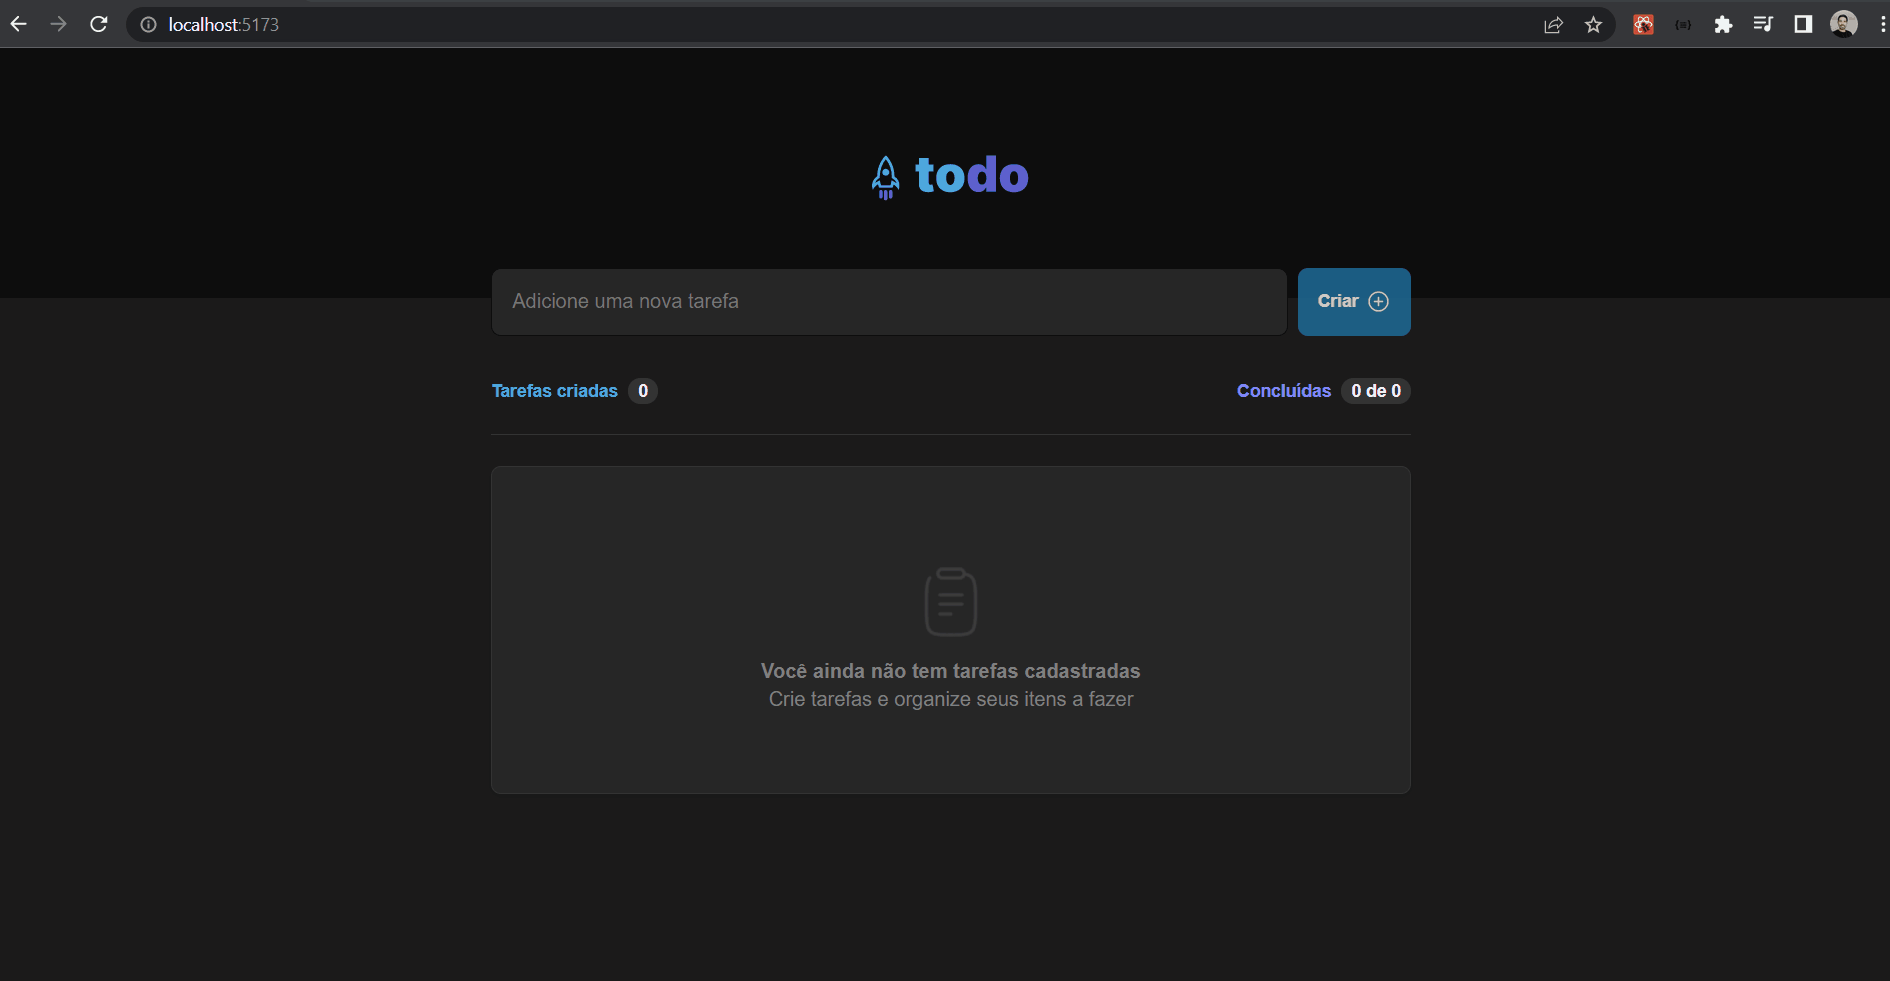 localhost:5173
todo
Adicione uma nova tarefa
Criar
Tarefas criadas 0
Concluídas 0 de 0
Você ainda não tem tarefas cadastradas
Crie tarefas e organize seus itens a fazer